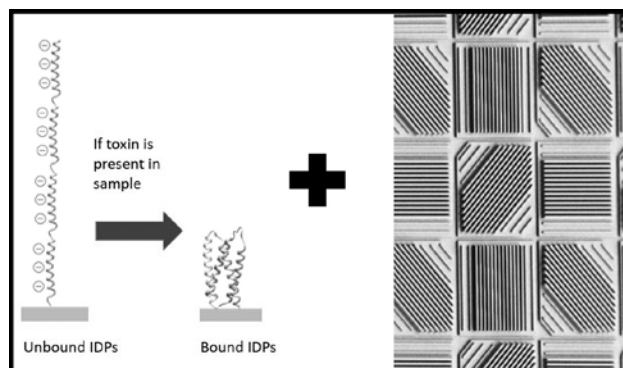 If toxin is
present in
sample
Unbound IDPs
Bound IDPs